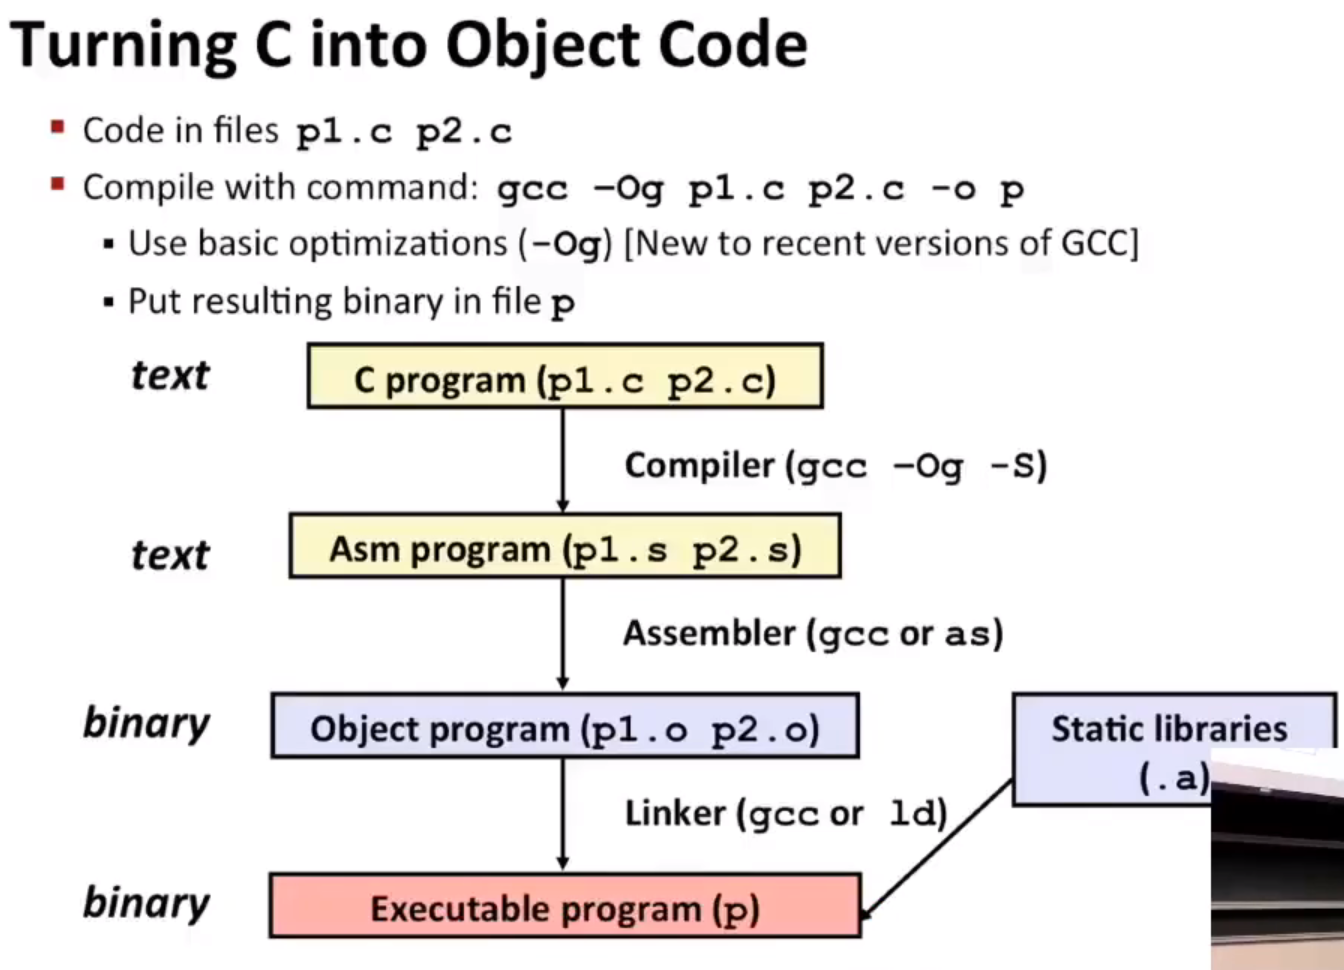 Turning C into Object Code
Code in files p1.c p2.c
Compile with command: gcc –Og p1.c p2.c -o p
Use basic optimizations (–Og) [New to recent versions of GCC]
Put resulting binary in file p
text
C program (p1.c p2.c)
Compiler (gcc –Og -S)
text
Asm program (p1.s p2.s)
Assembler (gcc or as)
binary
Object program (p1.o p2.o)
Static libraries
(.a)
Linker (gcc or ld)
binary
Executable program (p)